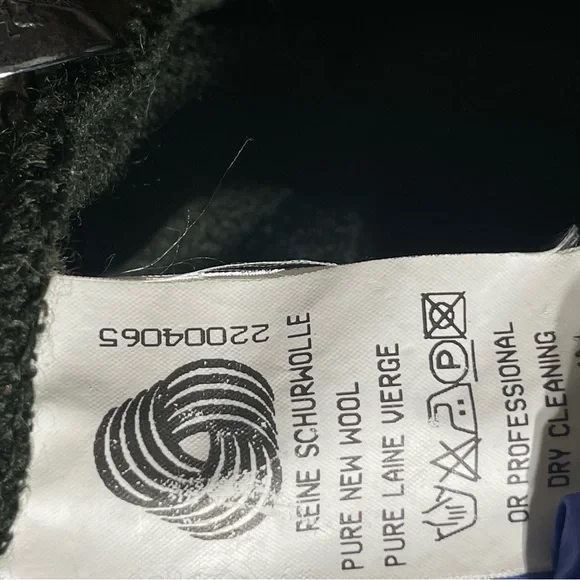 22004065
REINE SCHURWOLLE
PURE NEW WOOL
PURE LAINE VIERGE
P
OR PROFESSIONAL
DRY CLEANING